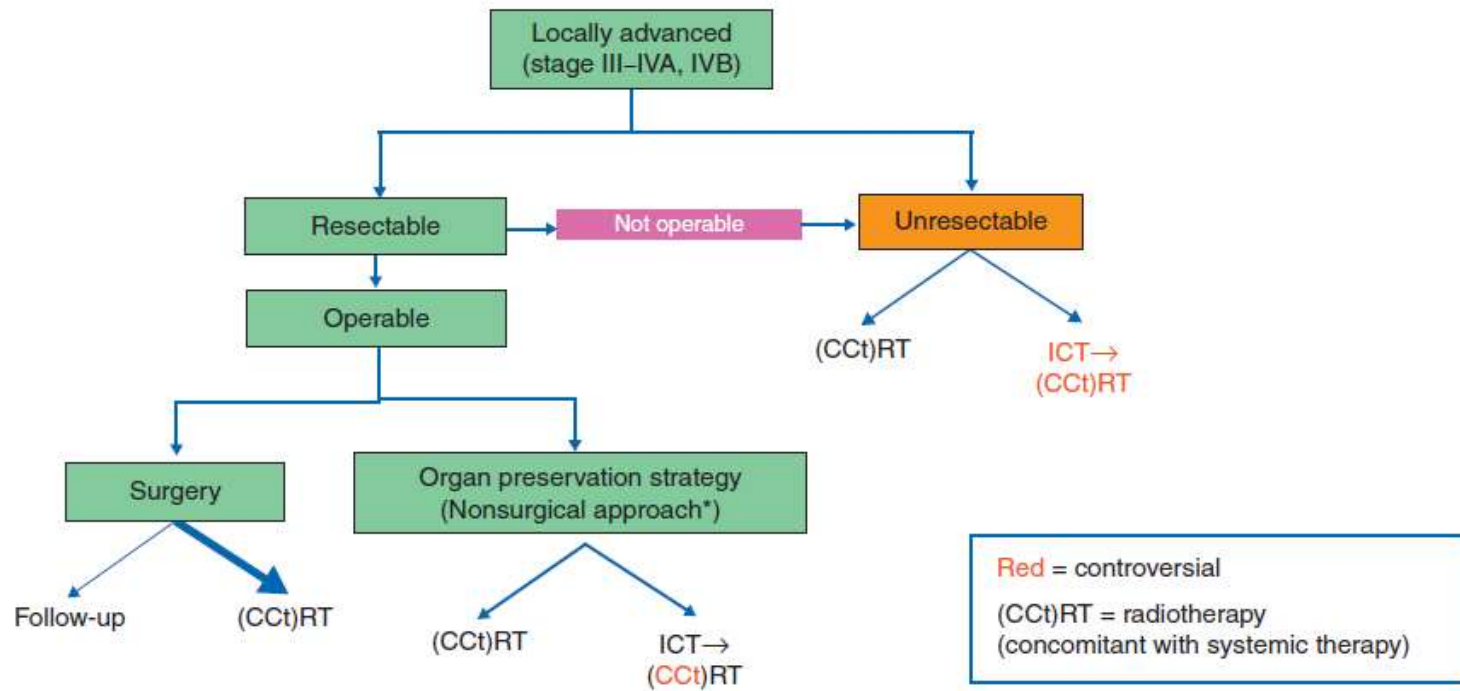 Locally advanced
(stage III–IVA, IVB)
Resectable
Not operable
Unresectable
Operable
(CCt)RT
ICT→
(CCt)RT
Surgery
Organ preservation strategy
(Nonsurgical approach*)
Follow-up
(CCt)RT
(CCt)RT
ICT→
(CCt)RT
Red = controversial
(CCt)RT = radiotherapy
(concomitant with systemic therapy)